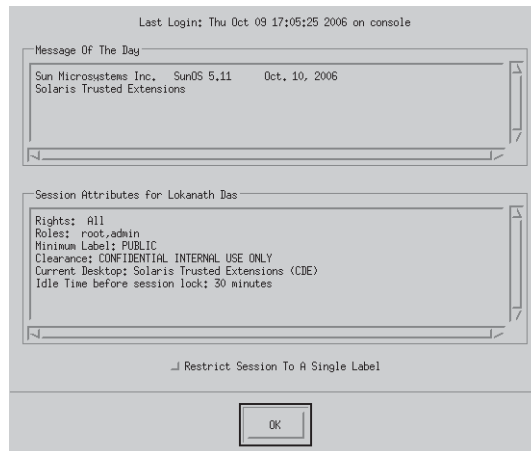 Last Login: Thu Oct 09 17:05:25 2006 on console
Message Of The Day
Sun Microsystems Inc.   SunOS 5.11      Oct. 10, 2006
Solaris Trusted Extensions
Session Attributes for Lokanath Das
Rights:  All
Roles:  root,admin
Minimum Label: PUBLIC
Clearance: CONFIDENTIAL INTERNAL USE ONLY
Current Desktop: Solaris Trusted Extensions (CDE)
Idle Time before session lock: 30 minutes
Restrict Session To A Single Label
OK